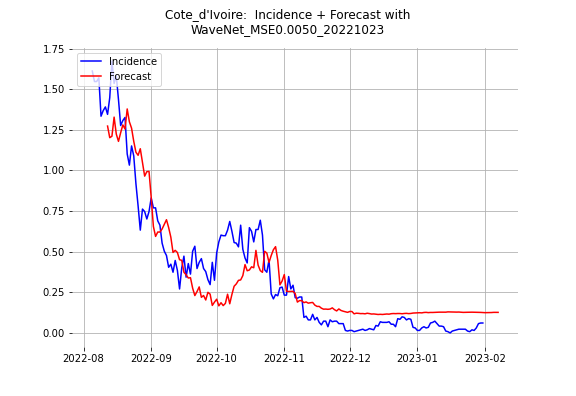 Cote_d'Ivoire:  Incidence + Forecast with
WaveNet_MSE0.0050_20221023
Incidence
Forecast
1.75
1.50
1.25
1.00
0.75
0.50
0.25
0.00
2022-08 2022-09 2022-10 2022-11 2022-12 2023-01 2023-02